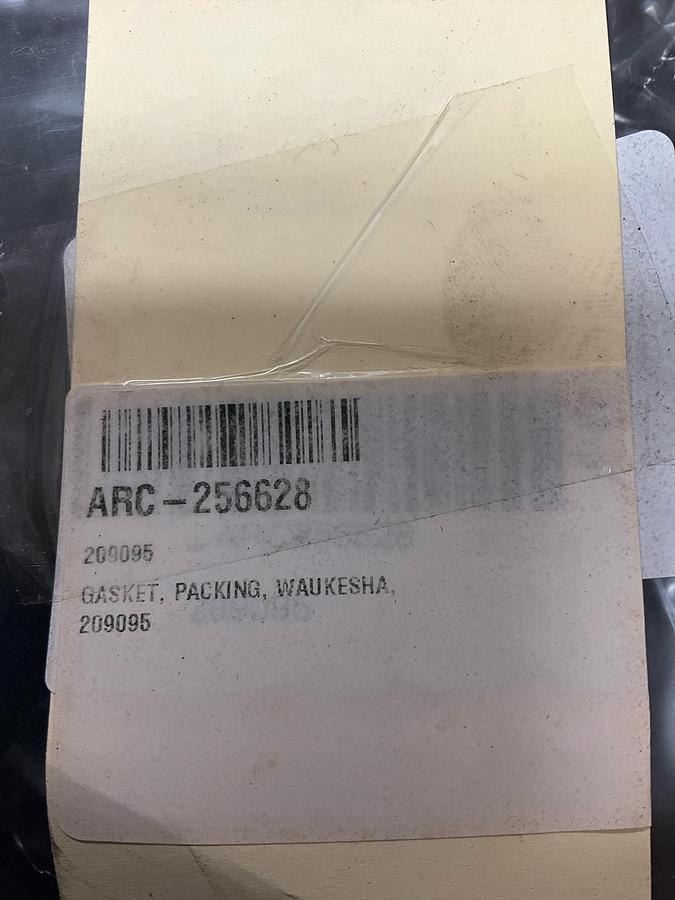 ARC-256628
209095
GASKET, PACKING, WAUKESHA,
209095